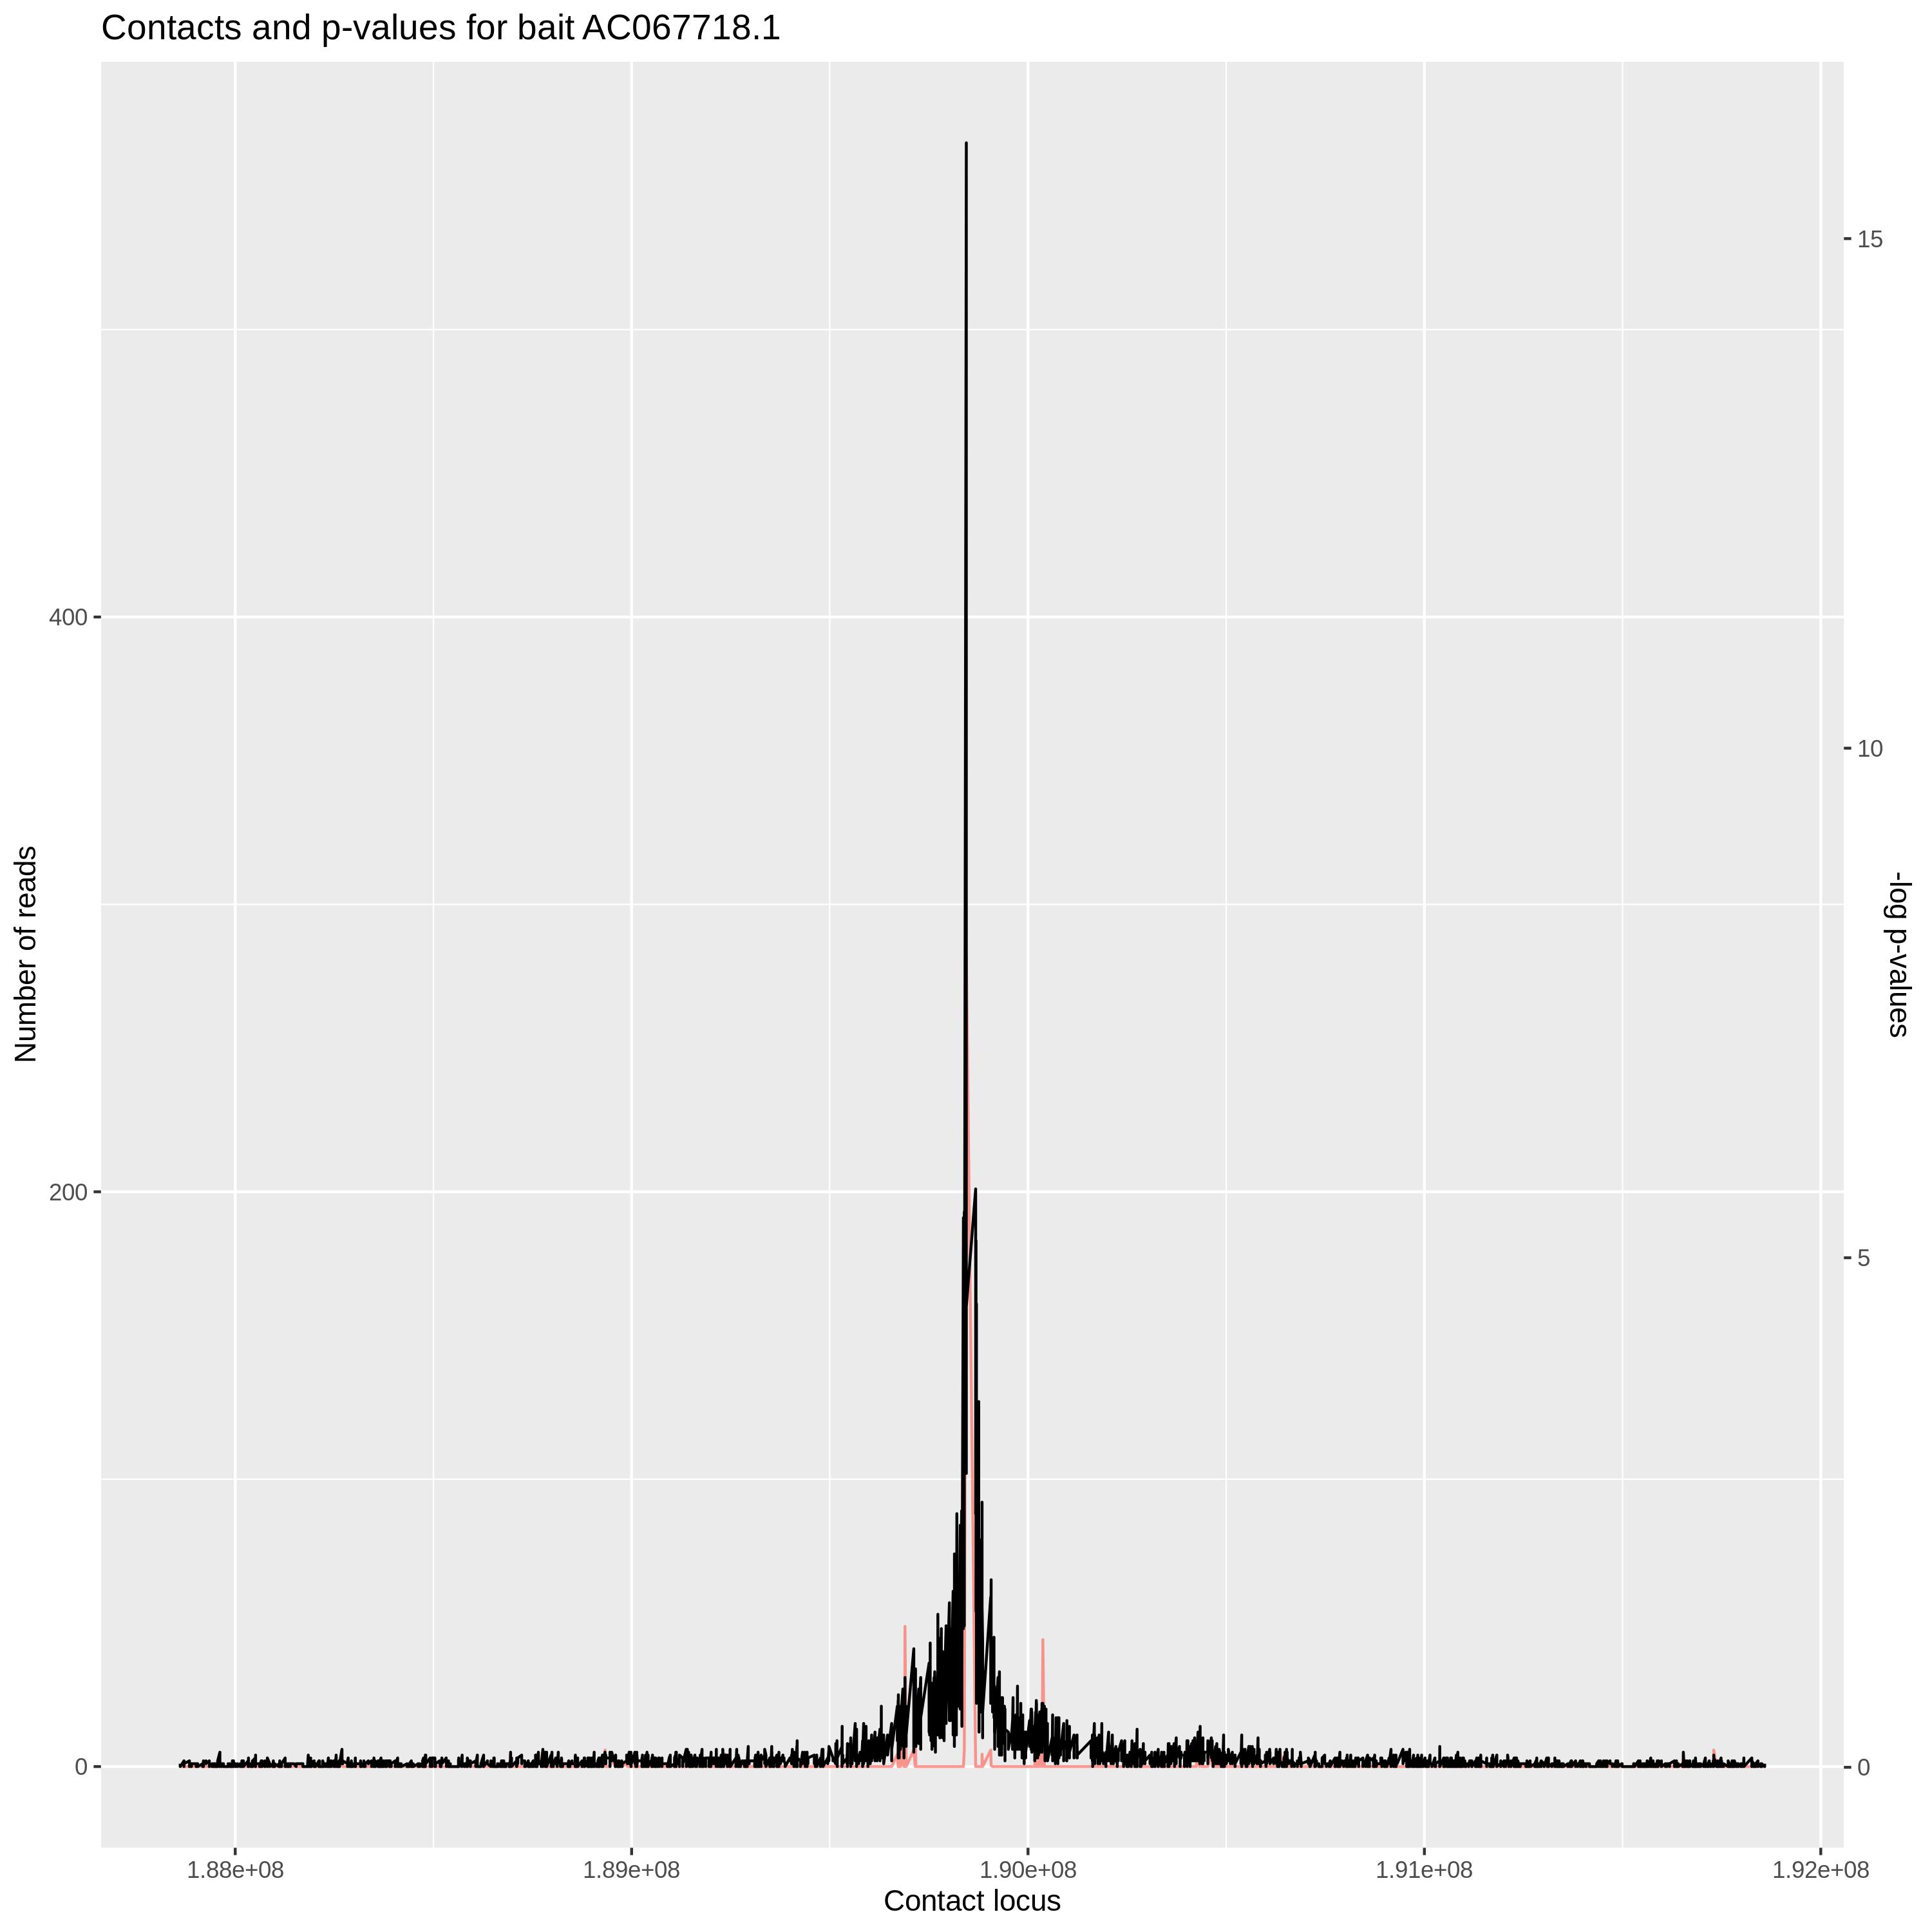 Contacts and p-values for bait AC067718.1
15
400
10
Number of reads
-log p-values
200
5
0
0
1.88e+08 1.89e+08 1.90e+08 1.91e+08 1.92e+08
Contact locus